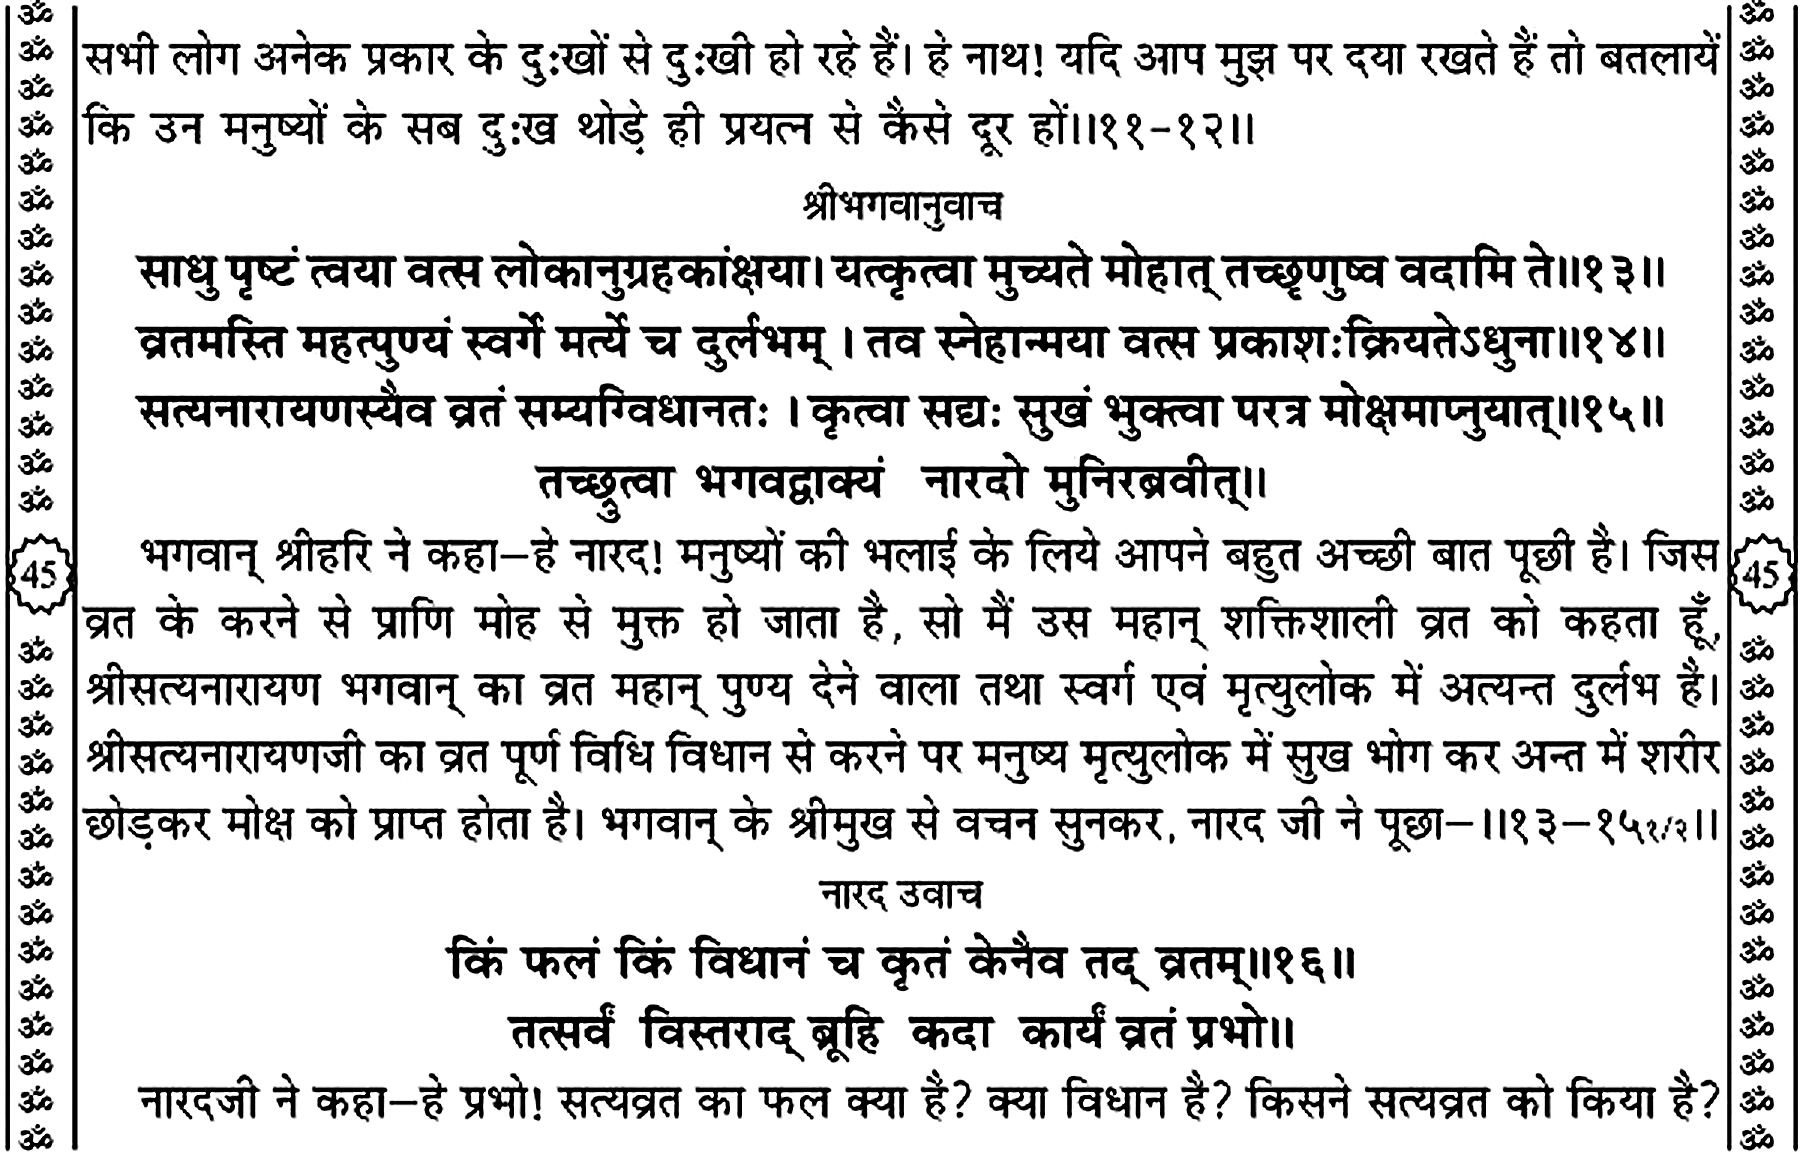 सभी लोग अनेक प्रकार के दुःखों से दुःखी हो रहे हैं। हे नाथ! यदि आप मुझ पर दया रखते हैं तो बतलायें
कि उन मनुष्यों के सब दुःख थोड़े ही प्रयत्न से कैसे दूर हों॥११-१२॥
श्रीभगवानुवाच
साधु पृष्टं त्वया वत्स लोकानुग्रहकांक्षया। यत्कृत्वा मुच्यते मोहात् तच्छृणुष्व वदामि ते॥१३॥
व्रतमस्ति महत्पुण्यं स्वर्गे मर्त्ये च दुर्लभम् । तव स्नेहान्मया वत्स प्रकाशःक्रियतेऽधुना॥१४॥
सत्यनारायणस्यैव व्रतं सम्यग्विधानतः । कृत्वा सद्यः सुखं भुक्त्वा परत्र मोक्षमाप्नुयात्॥१५॥
तच्छ्रुत्वा भगवद्वाक्यं नारदो मुनिरब्रवीत्॥
भगवान् श्रीहरि ने कहा–हे नारद! मनुष्यों की भलाई के लिये आपने बहुत अच्छी बात पूछी है। जिस
45
45
व्रत के करने से प्राणि मोह से मुक्त हो जाता है, सो मैं उस महान् शक्तिशाली व्रत को कहता हूँ,
श्रीसत्यनारायण भगवान् का व्रत महान् पुण्य देने वाला तथा स्वर्ग एवं मृत्युलोक में अत्यन्त दुर्लभ है।
श्रीसत्यनारायणजी का व्रत पूर्ण विधि विधान से करने पर मनुष्य मृत्युलोक में सुख भोग कर अन्त में शरीर
छोड़कर मोक्ष को प्राप्त होता है। भगवान् के श्रीमुख से वचन सुनकर, नारद जी ने पूछा–॥१३–१५१/२॥
नारद उवाच
किं फलं किं विधानं च कृतं केनैव तद् व्रतम्॥१६॥
तत्सर्वं विस्तराद् ब्रूहि कदा कार्यं व्रतं प्रभो॥
नारदजी ने कहा–हे प्रभो! सत्यव्रत का फल क्या है? क्या विधान है? किसने सत्यव्रत को किया है?